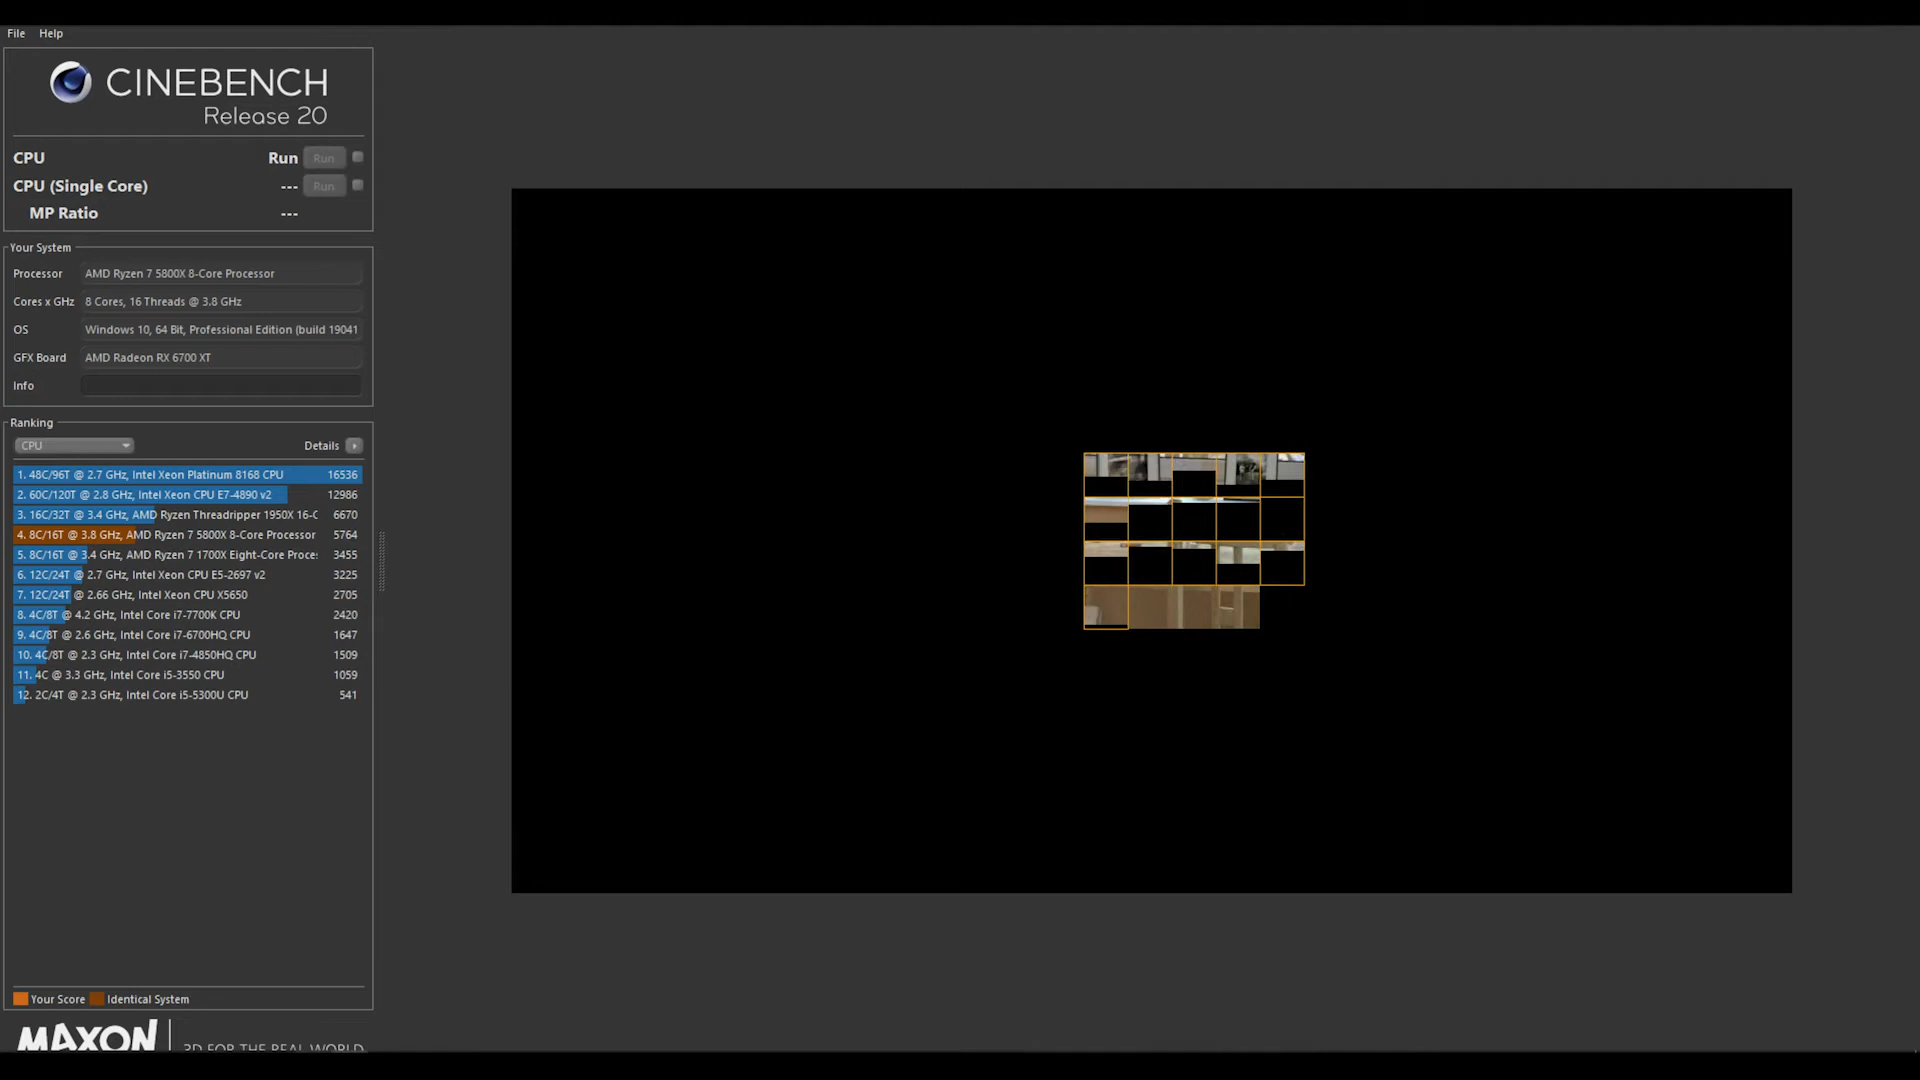 File Help
CINEBENCH
Release 20
CPU Run Run
CPU (Single Core) --- Run
MP Ratio ---
Your System
Processor AMD Ryzen 7 5800X 8-Core Processor
Cores x GHz 8 Cores, 16 Threads @ 3.8 GHz
OS Windows 10, 64 Bit, Professional Edition (build 19041
GFX Board AMD Radeon RX 6700 XT
Info
Ranking
CPU Details
1. 48C/96T @ 2.7 GHz, Intel Xeon Platinum 8168 CPU 16536
2. 60C/120T @ 2.8 GHz, Intel Xeon CPU E7-4890 v2 12986
3. 16C/32T @ 3.4 GHz, AMD Ryzen Threadripper 1950X 16-C 6670
4. 8C/16T @ 3.8 GHz, AMD Ryzen 7 5800X 8-Core Processor 5764
5. 8C/16T @ 3.4 GHz, AMD Ryzen 7 1700X Eight-Core Proce: 3455
6. 12C/24T @ 2.7 GHz, Intel Xeon CPU E5-2697 v2 3225
7. 12C/24T @ 2.66 GHz, Intel Xeon CPU X5650 2705
8. 4C/8T @ 4.2 GHz, Intel Core i7-7700K CPU 2420
9. 4C/8T @ 2.6 GHz, Intel Core i7-6700HQ CPU 1647
10. 4C/8T @ 2.3 GHz, Intel Core i7-4850HQ CPU 1509
11. 4C @ 3.3 GHz, Intel Core i5-3550 CPU 1059
12. 2C/4T @ 2.3 GHz, Intel Core i5-5300U CPU 541
Your Score Identical System
MAXON 3D FOR THE REAL WORLD